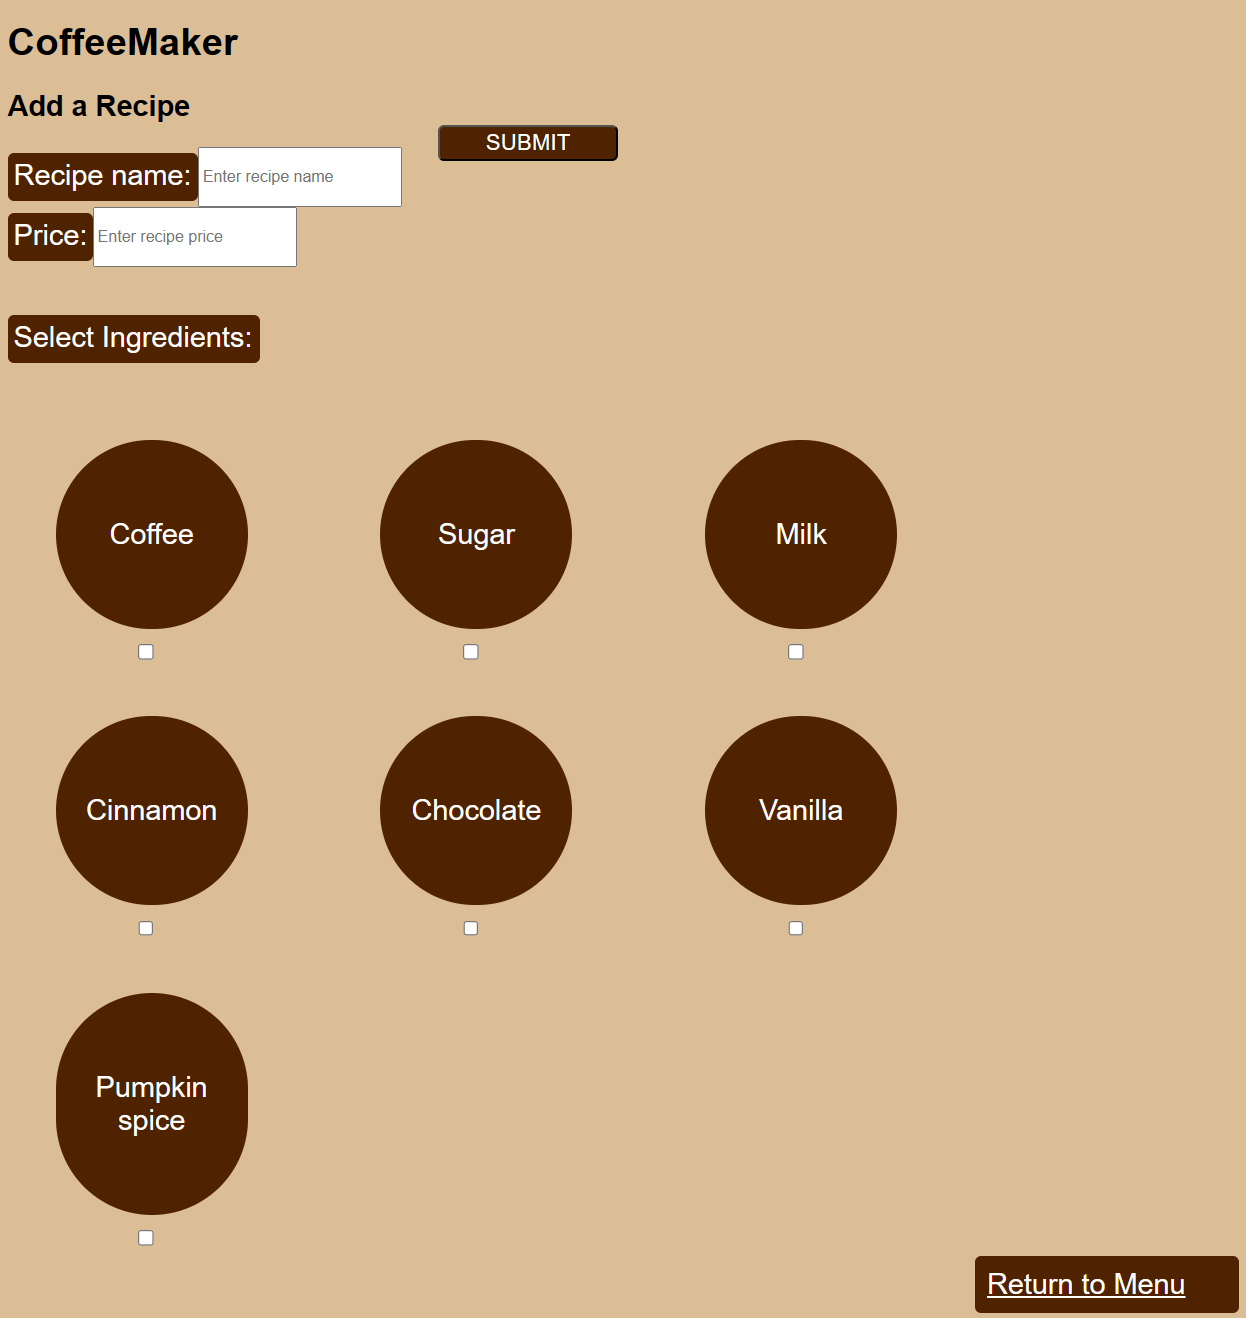 CoffeeMaker
Add a Recipe
SUBMIT
Recipe name: Enter recipe name
Price: Enter recipe price
Select Ingredients:
Coffee
Sugar
Milk
Cinnamon
Chocolate
Vanilla
Pumpkin
spice
Return to Menu